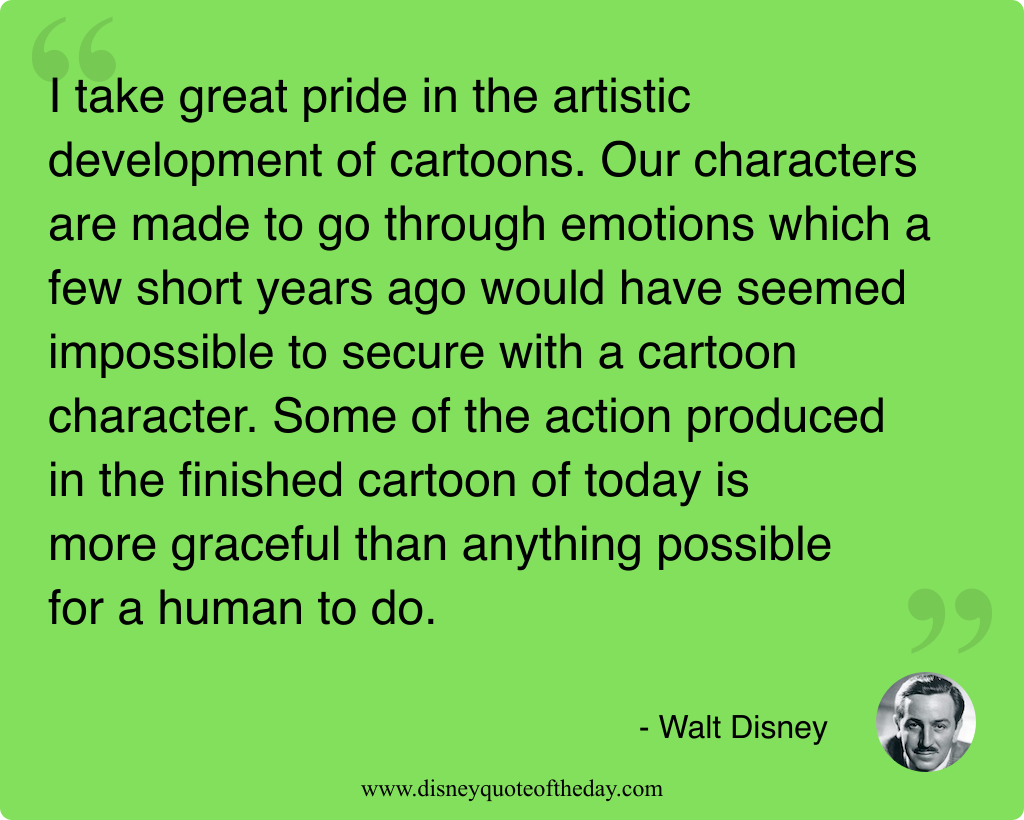 I take great pride in the artistic
development of cartoons. Our characters
are made to go through emotions which a
few short years ago would have seemed
impossible to secure with a cartoon
character. Some of the action produced
in the finished cartoon of today is
more graceful than anything possible
for a human to do.
- Walt Disney
www.disneyquoteoftheday.com